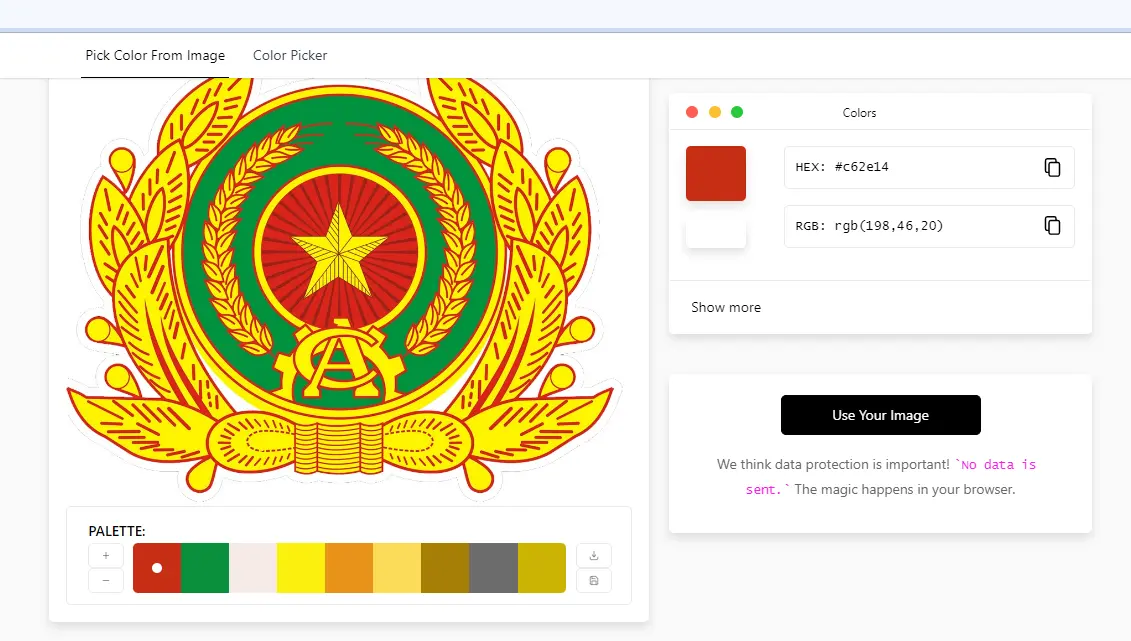 Pick Color From Image
Color Picker
Colors
HEX: #c62e14
RGB: rgb(198,46,20)
Show more
Use Your Image
We think data protection is important! `No data is
sent.` The magic happens in your browser.
PALETTE:
+
−